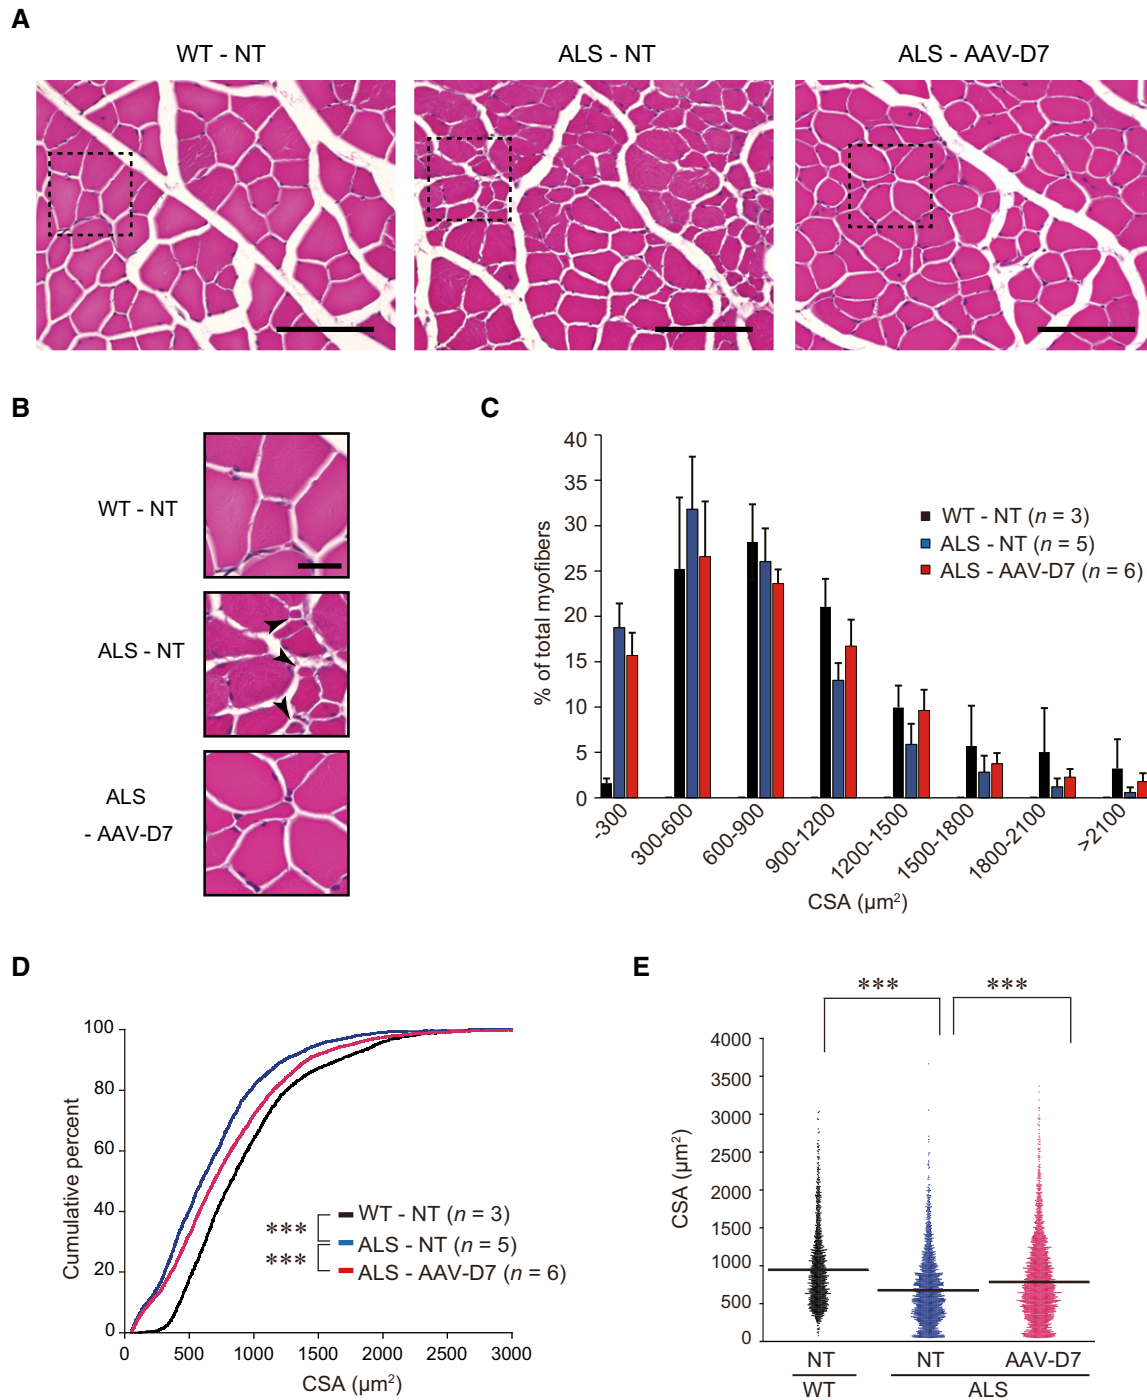 A
WT - NT
ALS - NT
ALS - AAV-D7
B
WT - NT
ALS - NT
ALS
- AAV-D7
C
40
35
30
25
20
15
10
5
0
% of total myofibers
WT - NT (n = 3)
ALS - NT (n = 5)
ALS - AAV-D7 (n = 6)
-300
300-600
600-900
900-1200
1200-1500
1500-1800
1800-2100
>2100
CSA (µm²)
D
100
80
60
40
20
0
Cumulative percent
*** WT - NT (n = 3)
*** ALS - NT (n = 5)
ALS - AAV-D7 (n = 6)
0 500 1000 1500 2000 2500 3000
CSA (µm²)
E
*** ***
4000
3500
3000
2500
2000
1500
1000
500
0
CSA (µm²)
NT NT AAV-D7
WT ALS